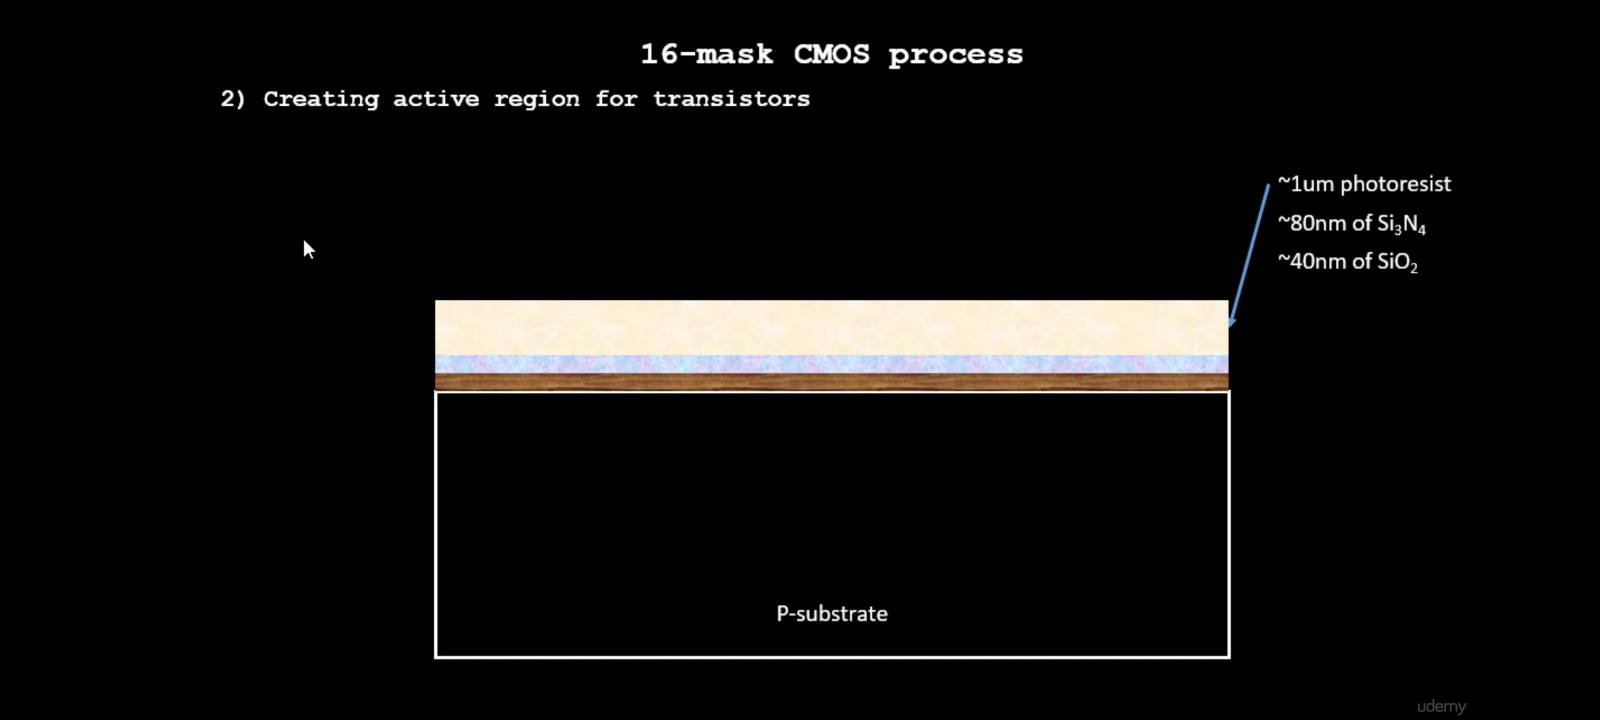 16-mask CMOS process
2) Creating active region for transistors
~1um photoresist
~80nm of Si₃N₄
~40nm of SiO₂
P-substrate
udemy